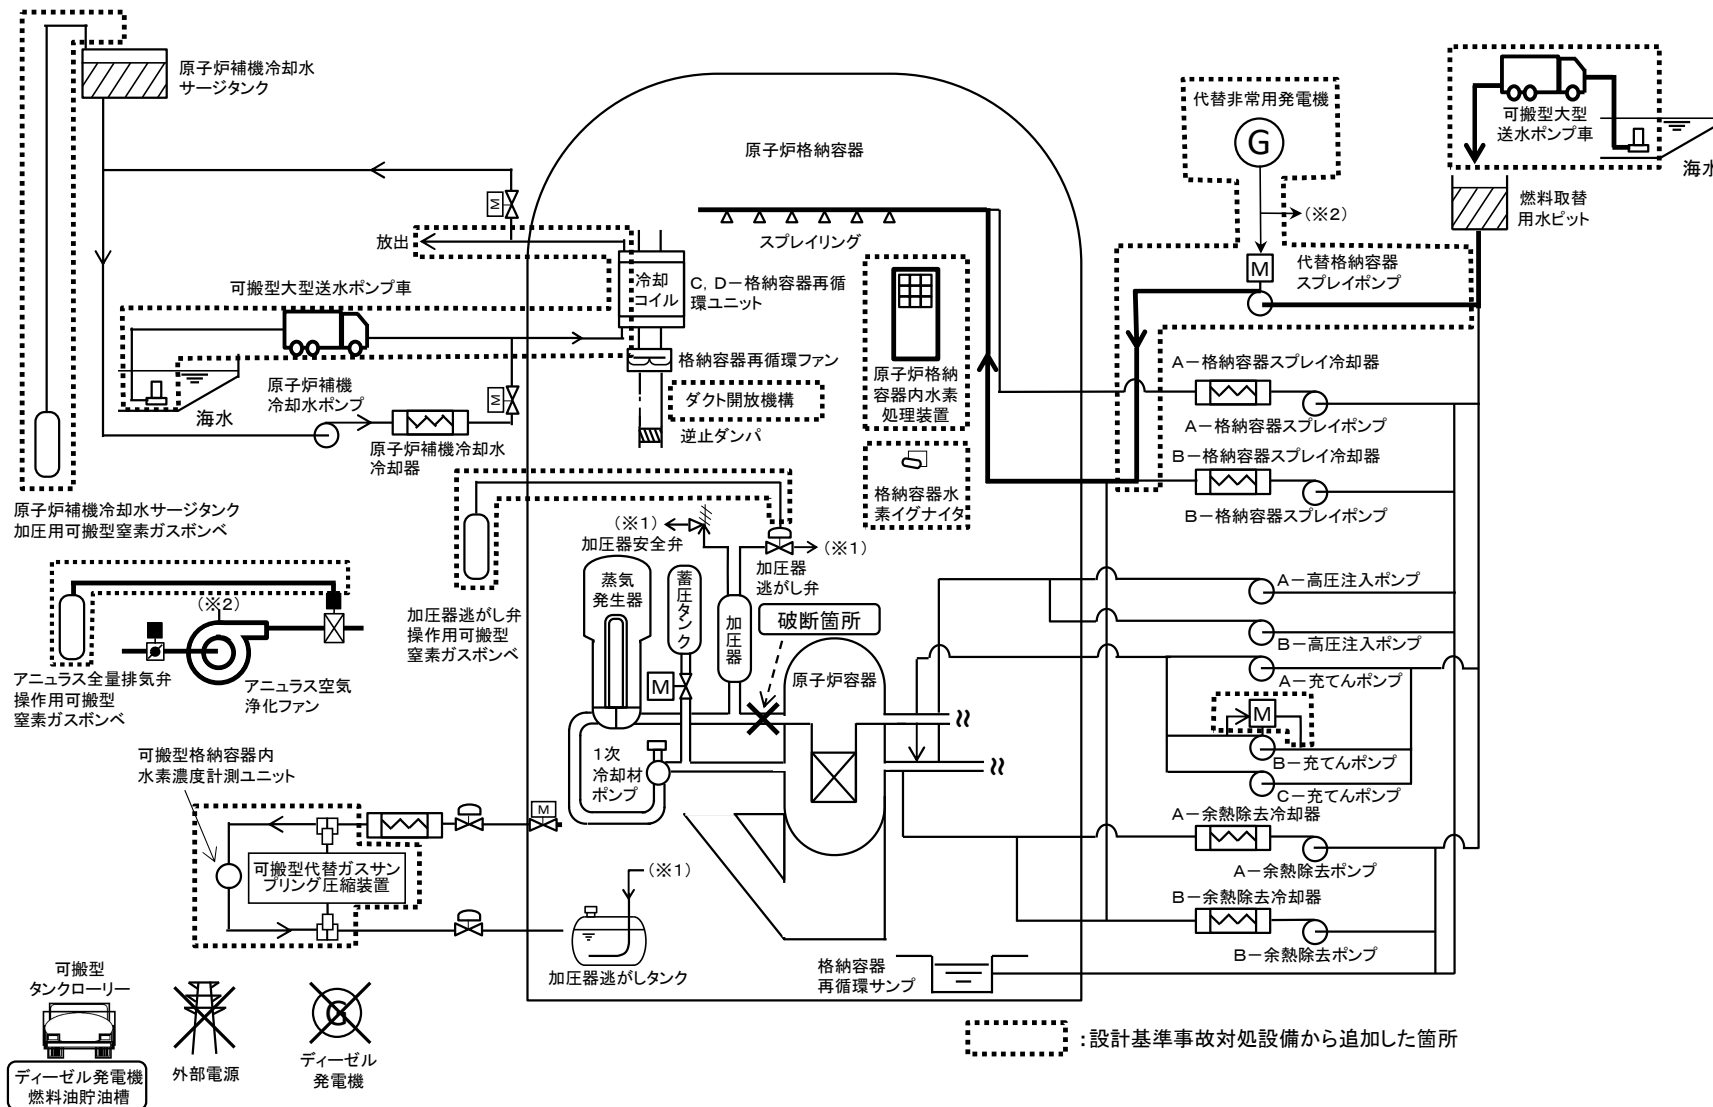 原子炉補機冷却水
サージタンク
原子炉格納容器
代替非常用発電機
G
(※2)
M
代替格納容器
スプレイポンプ
可搬型大型
送水ポンプ車
海水
燃料取替
用水ピット
M
放出
スプレイリング
冷却
コイル
C,D-格納容器再循
環ユニット
可搬型大型送水ポンプ車
格納容器再循環ファン
ダクト開放機構
逆止ダンパ
原子炉補機
冷却水ポンプ
海水
M
原子炉補機冷却水
冷却器
原子炉格納
容器内水素
処理装置
格納容器水
素イグナイタ
A-格納容器スプレイ冷却器
A-格納容器スプレイポンプ
B-格納容器スプレイ冷却器
B-格納容器スプレイポンプ
原子炉補機冷却水サージタンク
加圧用可搬型窒素ガスボンベ
(※1)
加圧器安全弁
(※1)
加圧器
逃がし弁
蒸気
発生器
蓄圧タンク
加圧器
破断箇所
原子炉容器
M
加圧器逃がし弁
操作用可搬型
窒素ガスボンベ
(※2)
アニュラス全量排気弁
操作用可搬型
窒素ガスボンベ
アニュラス空気
浄化ファン
1次
冷却材
ポンプ
A-高圧注入ポンプ
B-高圧注入ポンプ
A-充てんポンプ
M
B-充てんポンプ
C-充てんポンプ
A-余熱除去冷却器
A-余熱除去ポンプ
B-余熱除去冷却器
B-余熱除去ポンプ
可搬型格納容器内
水素濃度計測ユニット
M
可搬型代替ガスサン
プリング圧縮装置
(※1)
加圧器逃がしタンク
格納容器
再循環サンプ
可搬型
タンクローリー
ディーゼル発電機
燃料油貯油槽
外部電源
G
ディーゼル
発電機
:設計基準事故対処設備から追加した箇所